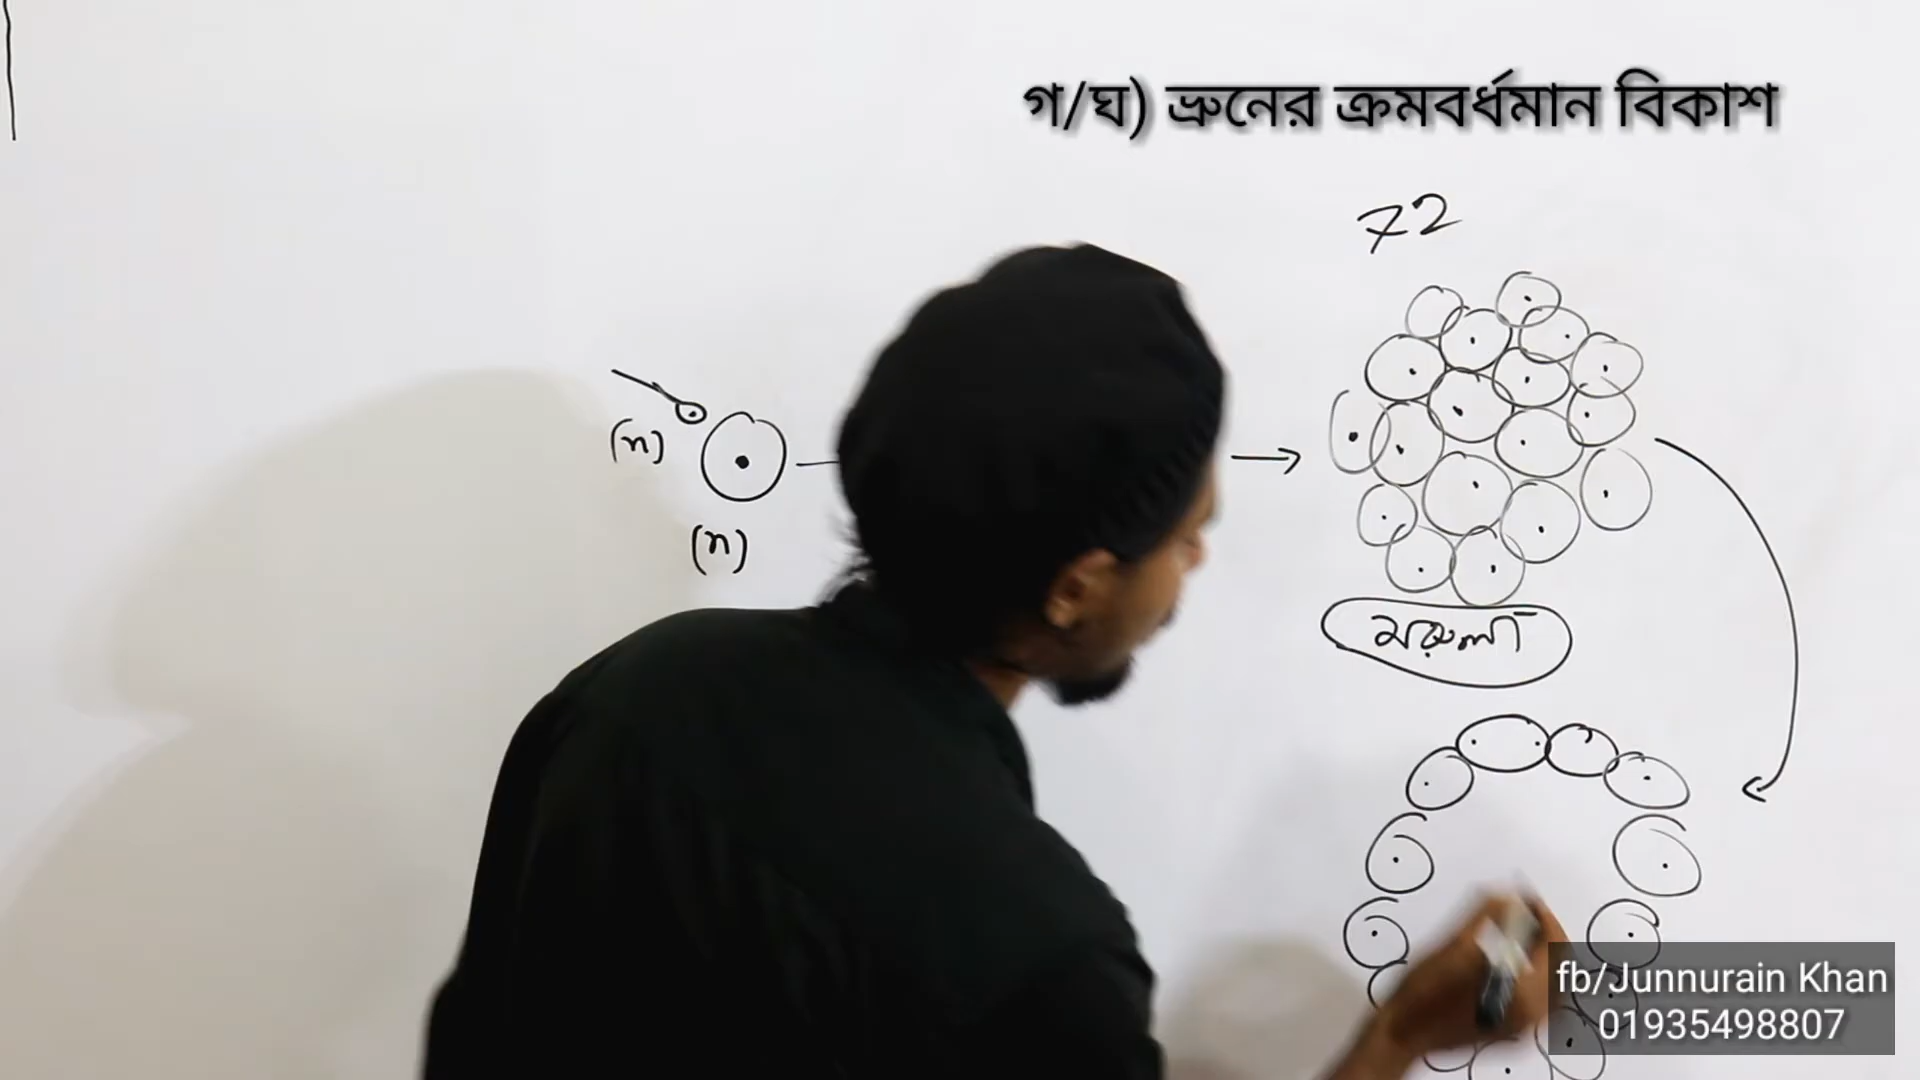 গ/ঘ) ভ্রুনের ক্রমবর্ধমান বিকাশ
72
(n)
(n)
মরুলা
fb/Junnurain Khan
01935498807